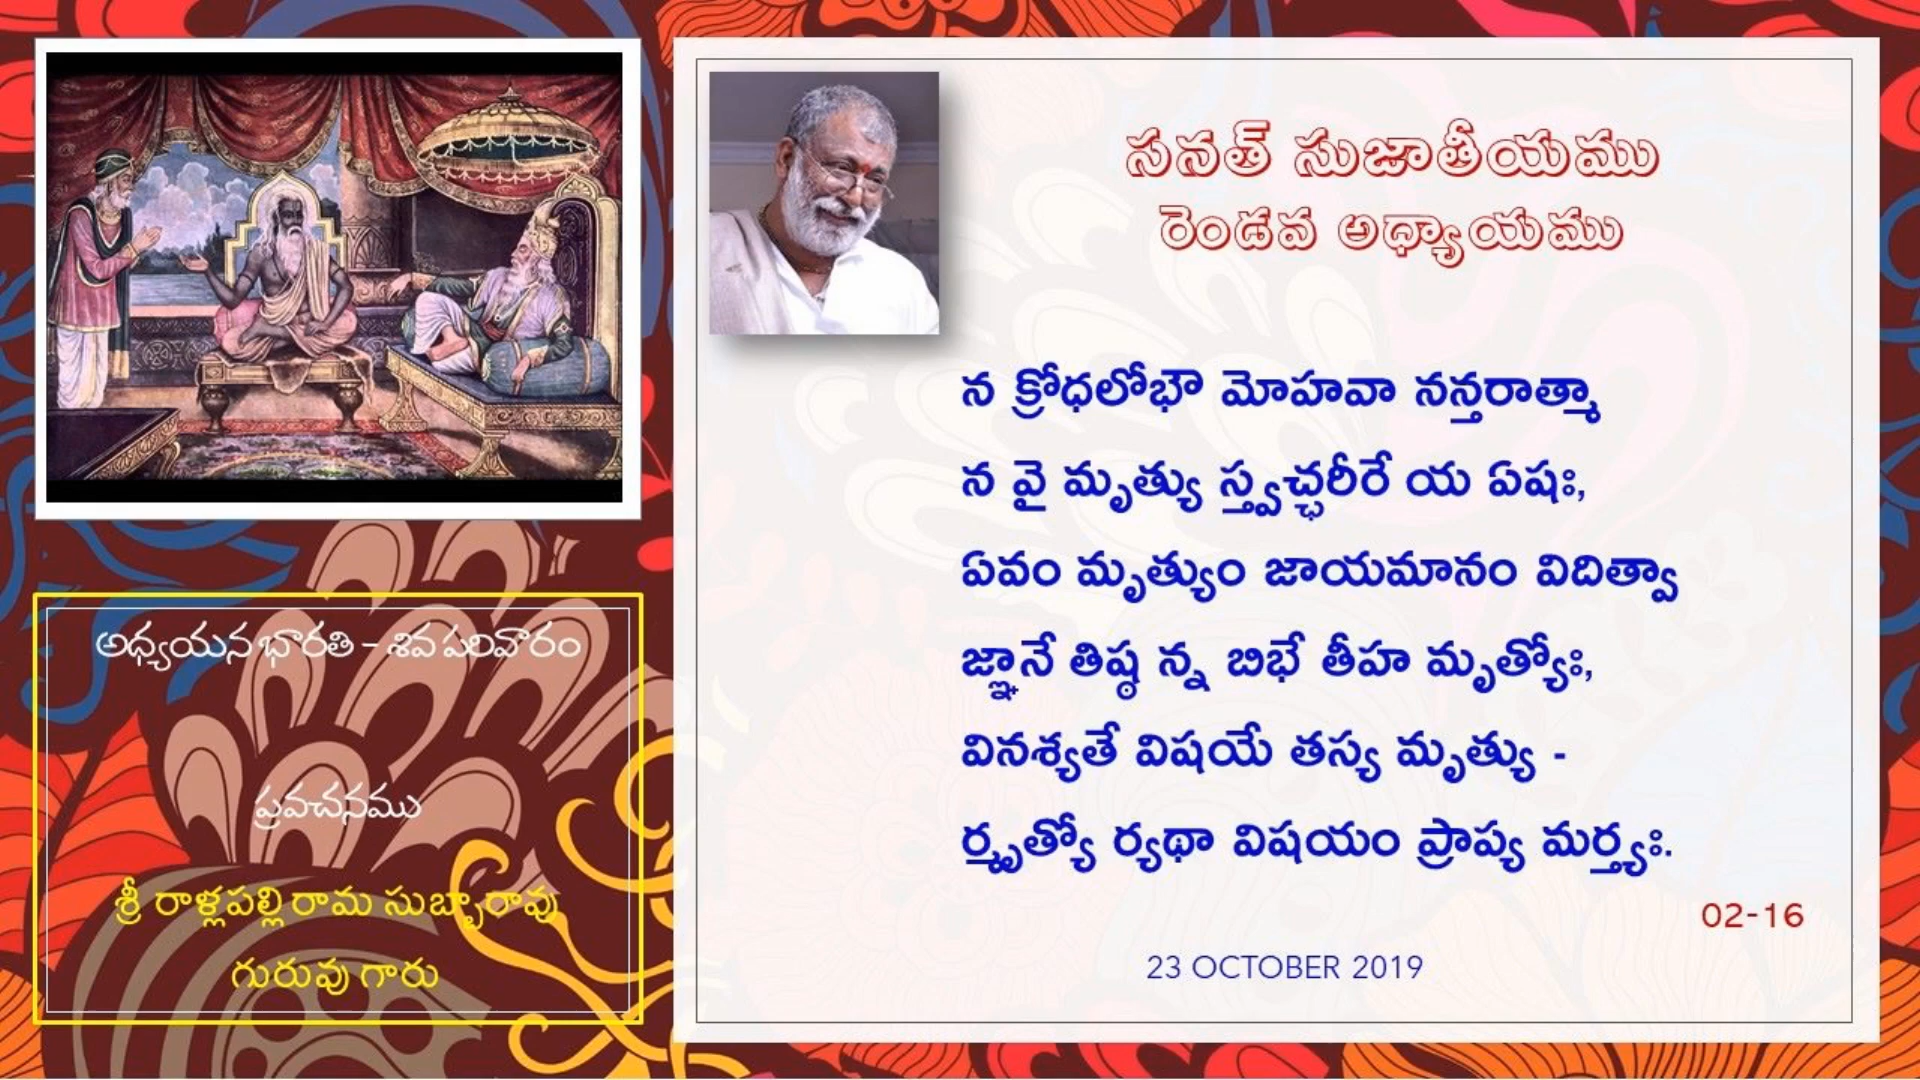 సనత్ సుజాతీయము
రెండవ అధ్యాయము
న క్రోధలోభౌ మోహవా నన్తరాత్మా
న వై మృత్యు స్త్వచ్ఛరీరే య ఏషః,
ఏవం మృత్యుం జాయమానం విదిత్వా
జ్ఞానే తిష్ఠ న్న బిభే తీహ మృత్యోః,
వినశ్యతే విషయే తస్య మృత్యు -
ర్మృత్యో ర్యథా విషయం ప్రాప్య మర్త్యః.
02-16
23 OCTOBER 2019
అధ్యయన భారతి – శివ పరివారం
ప్రవచనము
శ్రీ రాళ్లపల్లి రామ సుబ్బారావు
గురువు గారు